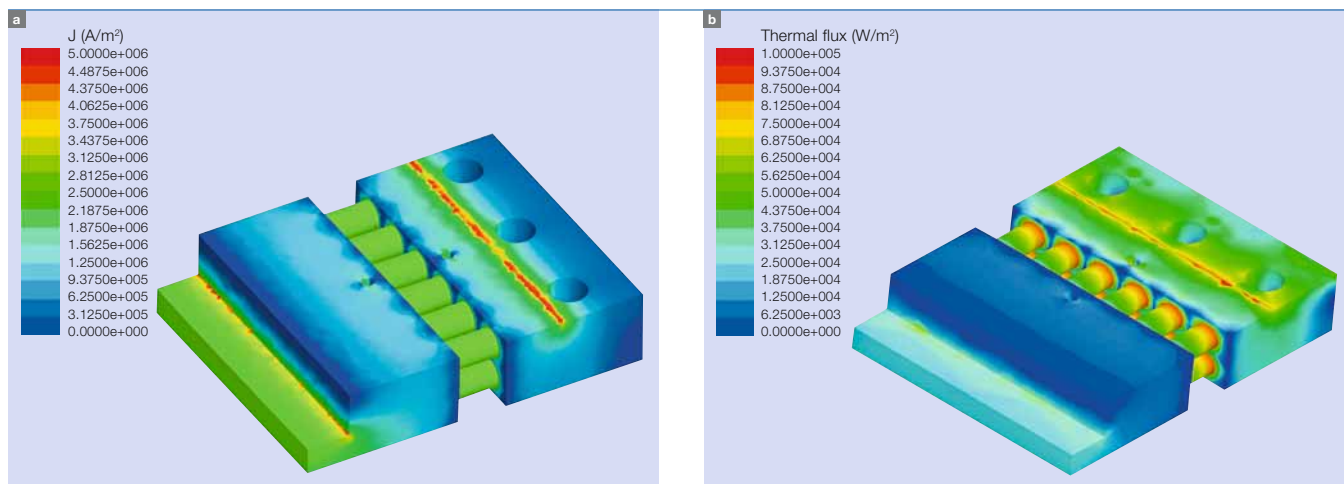 a
J (A/m²)
5.0000e+006
4.4875e+006
4.3750e+006
4.0625e+006
3.7500e+006
3.4375e+006
3.1250e+006
2.8125e+006
2.5000e+006
2.1875e+006
1.8750e+006
1.5625e+006
1.2500e+006
9.3750e+005
6.2500e+005
3.1250e+005
0.0000e+000
b
Thermal flux (W/m²)
1.0000e+005
9.3750e+004
8.7500e+004
8.1250e+004
7.5000e+004
6.8750e+004
6.2500e+004
5.6250e+004
5.0000e+004
4.3750e+004
3.7500e+004
3.1250e+004
2.5000e+004
1.8750e+004
1.2500e+004
6.2500e+003
0.0000e+000